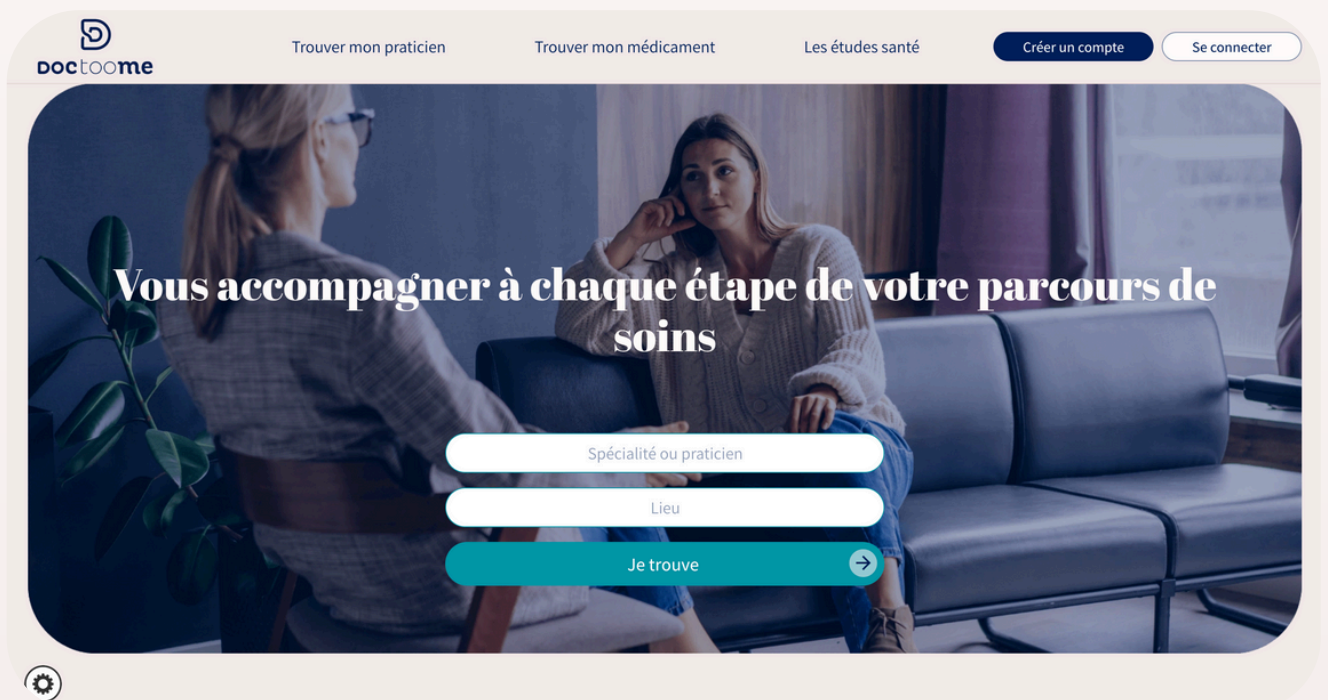 DOCtoome
Trouver mon praticien
Trouver mon médicament
Les études santé
Créer un compte
Se connecter
Vous accompagner à chaque étape de votre parcours de
soins
Spécialité ou praticien
Lieu
Je trouve